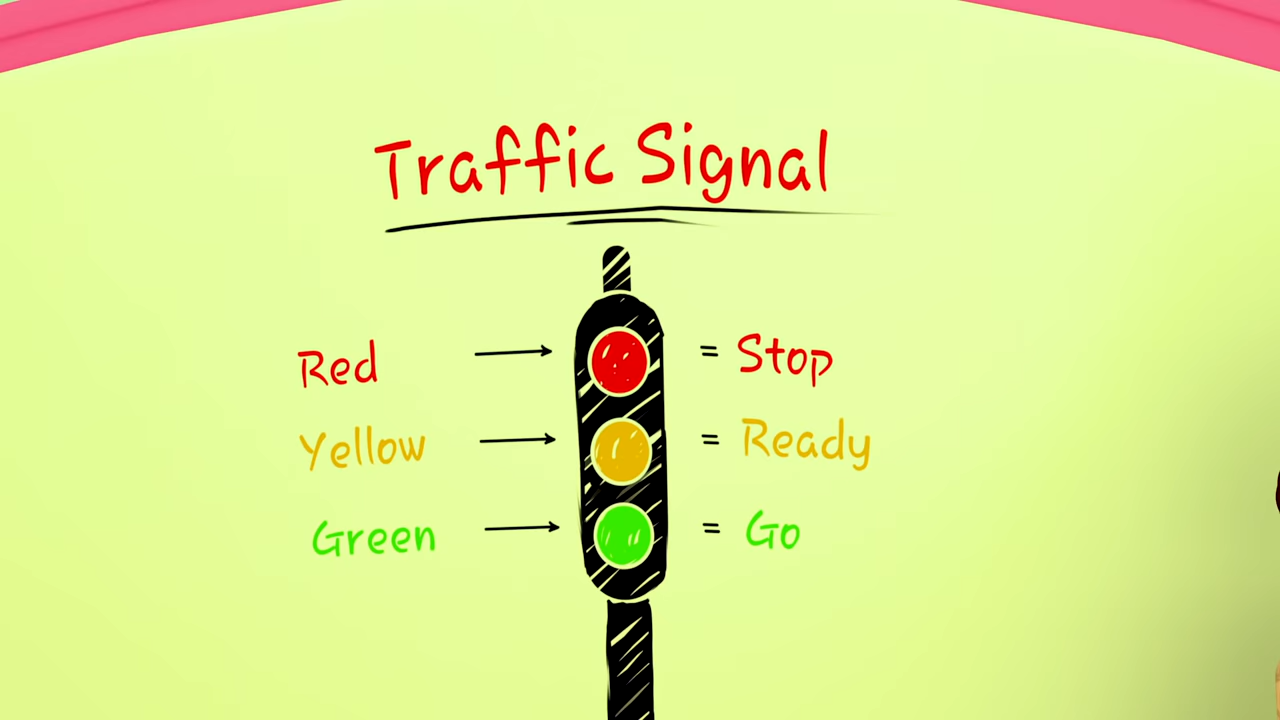 Traffic Signal
Red = Stop
Yellow = Ready
Green = Go